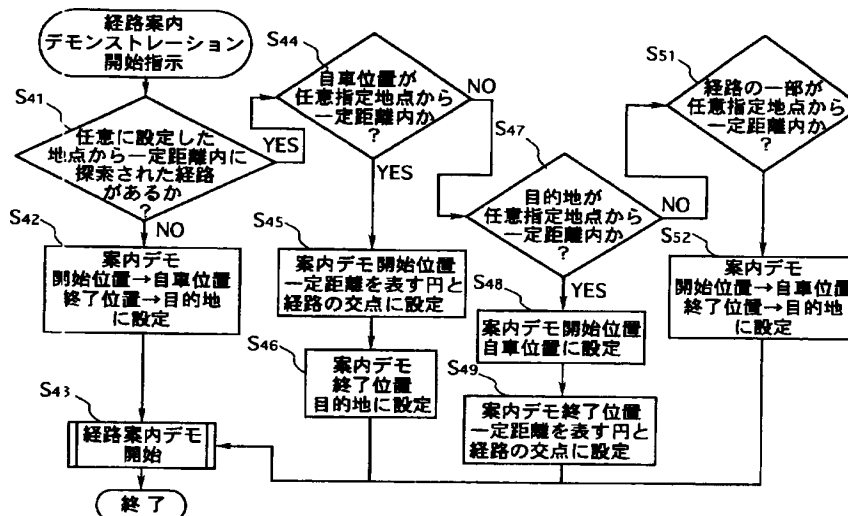 経路案内
デモンストレーション
開始指示
S41
任意に設定した
地点から一定距離内に
探索された経路
があるか
?
YES
NO
S42
案内デモ
開始位置→自車位置
終了位置→目的地
に設定
S43
経路案内デモ
開始
終了
S44
自車位置が
任意指定地点から
一定距離内か
?
NO
YES
S45
案内デモ開始位置
一定距離を表す円と
経路の交点に設定
S46
案内デモ
終了位置
目的地に設定
S47
目的地が
任意指定地点から
一定距離内か
?
NO
YES
S48
案内デモ開始位置
自車位置に設定
S49
案内デモ終了位置
一定距離を表す円と
経路の交点に設定
S51
経路の一部が
任意指定地点から
一定距離内か
?
S52
案内デモ
開始位置→自車位置
終了位置→目的地
に設定